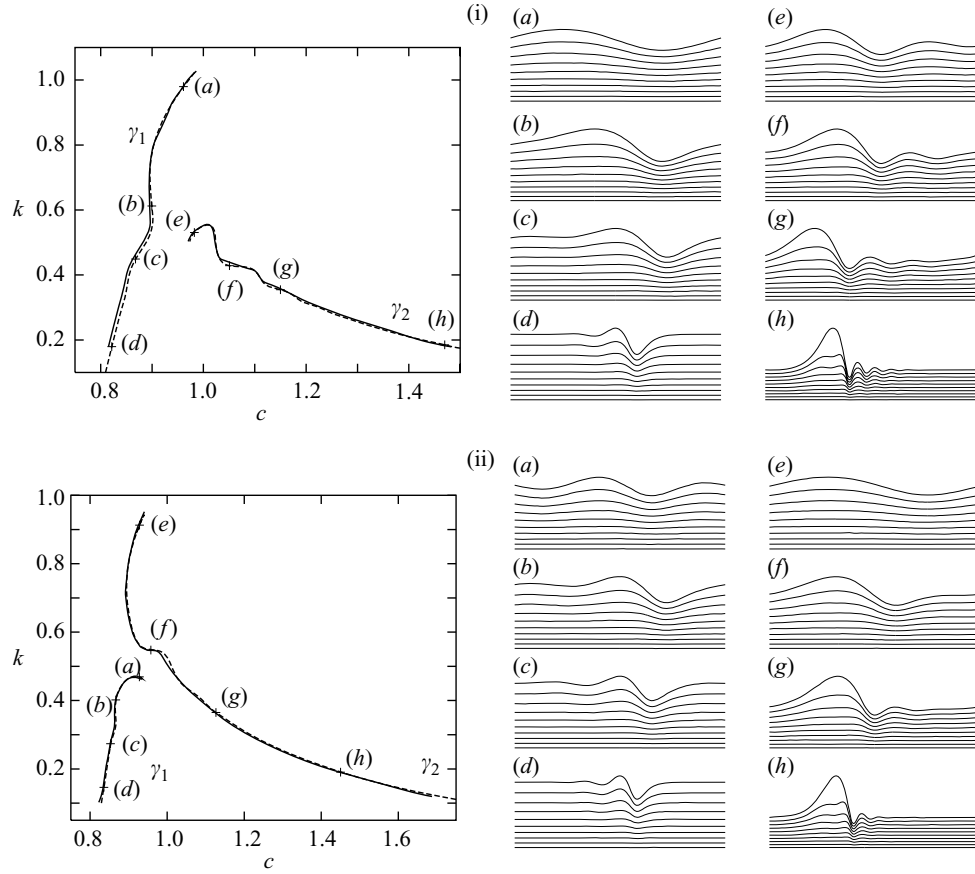 (i)
1.0
0.8
0.6
0.4
0.2
k
0.8 1.0 1.2 1.4
c
γ1
γ2
(a)
(b)
(c)
(d)
(e)
(f)
(g)
(h)
(a)
(b)
(c)
(d)
(e)
(f)
(g)
(h)
(ii)
1.0
0.8
0.6
0.4
0.2
k
0.8 1.0 1.2 1.4 1.6
c
γ1
γ2
(e)
(f)
(a)
(b)
(c)
(d)
(g)
(h)
(a)
(b)
(c)
(d)
(e)
(f)
(g)
(h)